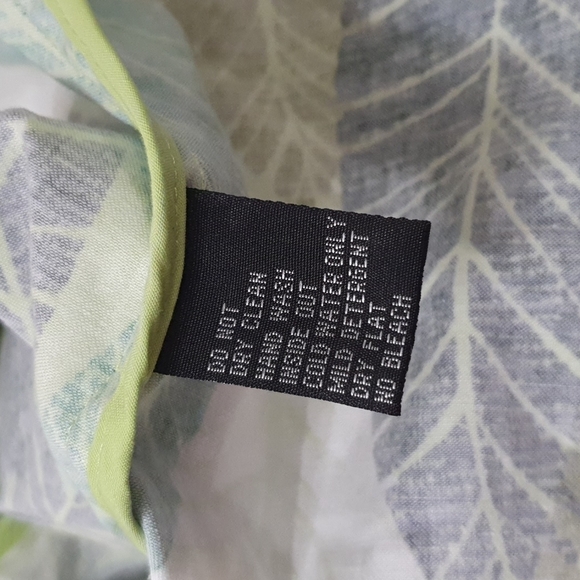 DO NOT
DRY CLEAN
HAND WASH
INSIDE OUT
COLD WATER ONLY
MILD DETERGENT
DRY FLAT
NO BLEACH